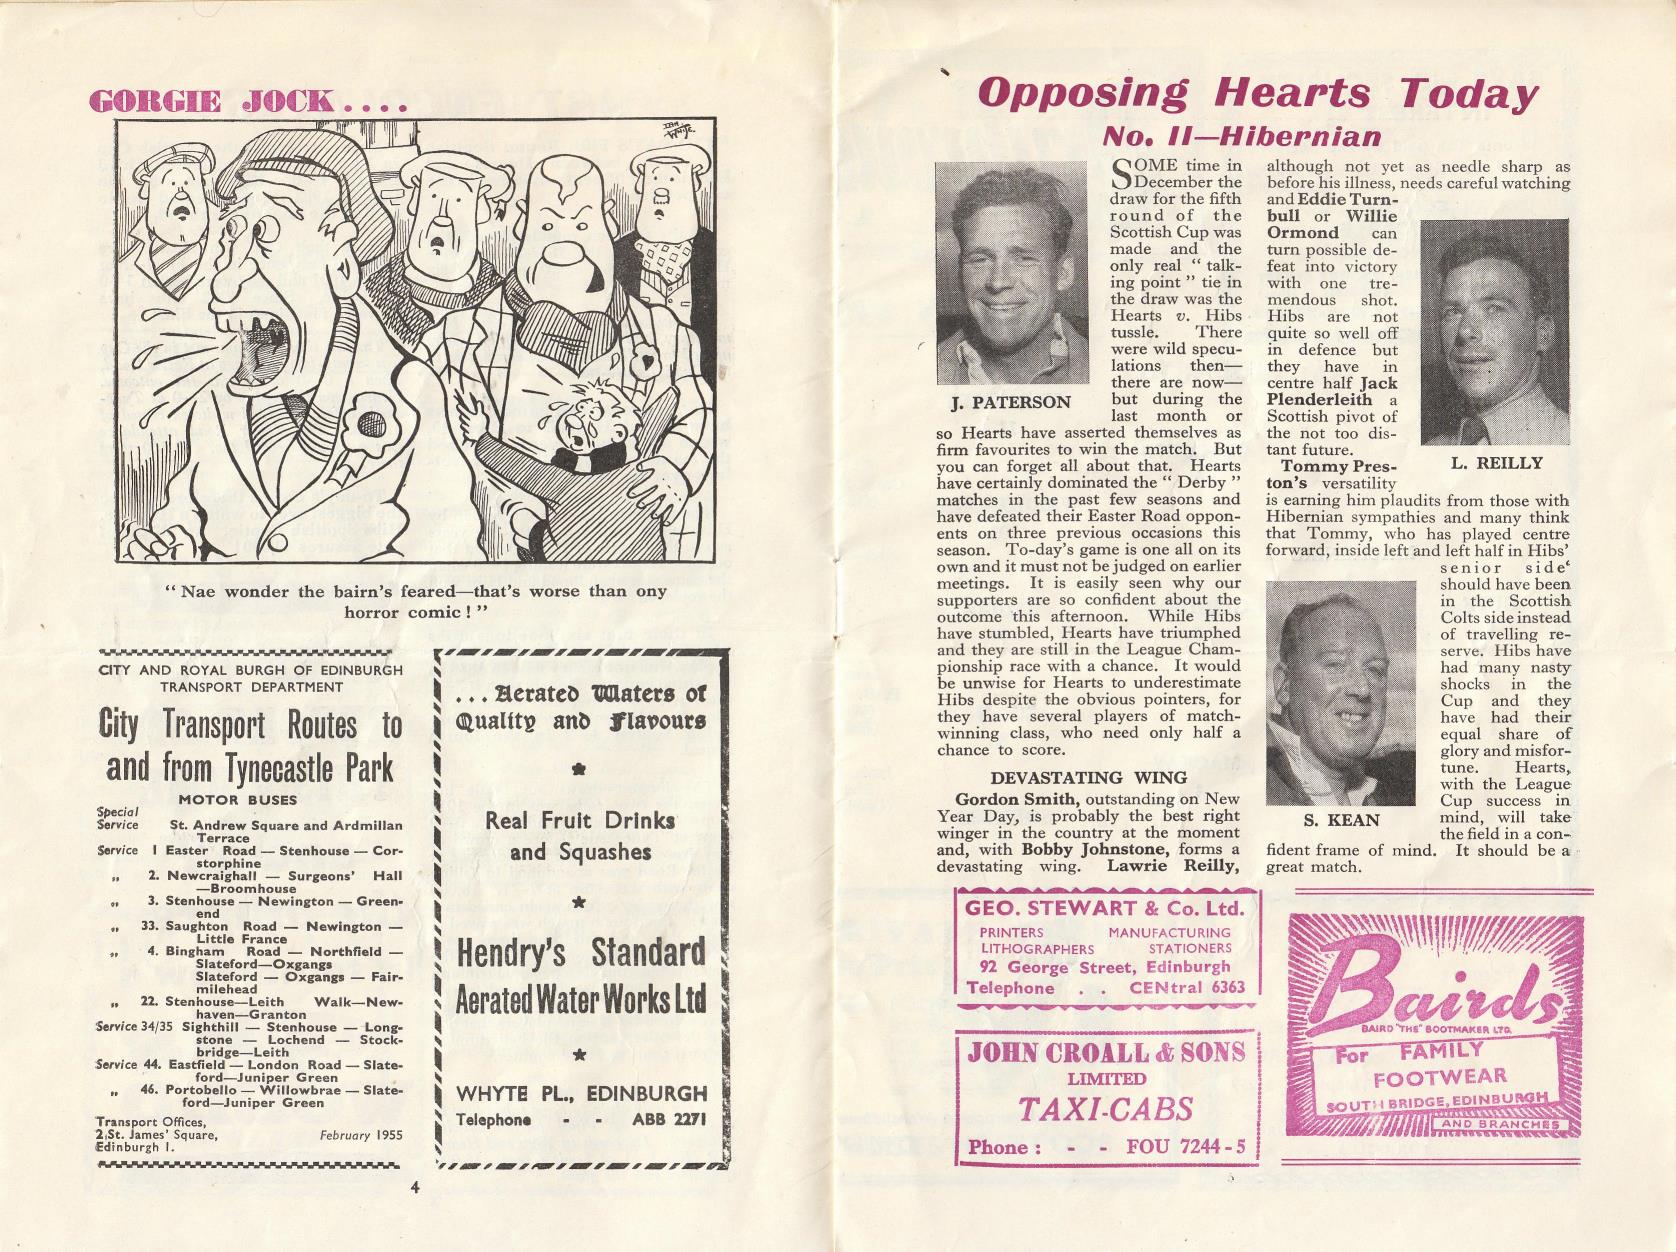 GORGIE JOCK....
IAN
White.
“ Nae wonder the bairn's feared—that's worse than ony
horror comic ! ”
CITY AND ROYAL BURGH OF EDINBURGH
TRANSPORT DEPARTMENT
City Transport Routes to
and from Tynecastle Park
MOTOR BUSES
Special
Service St. Andrew Square and Ardmillan
Terrace
Service 1 Easter Road — Stenhouse — Cor-
storphine
„ 2. Newcraighall — Surgeons' Hall
—Broomhouse
„ 3. Stenhouse — Newington — Green-
end
„ 33. Saughton Road — Newington —
Little France
„ 4. Bingham Road — Northfield —
Slateford—Oxgangs
Slateford — Oxgangs — Fair-
milehead
„ 22. Stenhouse—Leith Walk—New-
haven—Granton
Service 34/35 Sighthill — Stenhouse — Long-
stone — Lochend — Stock-
bridge—Leith
Service 44. Eastfield — London Road — Slate-
ford—Juniper Green
„ 46. Portobello — Willowbrae — Slate-
ford—Juniper Green
Transport Offices,
2 St. James' Square,
Edinburgh 1.
February 1955
... Aerated Waters of
Quality and Flavours
★
Real Fruit Drinks
and Squashes
★
Hendry's Standard
Aerated Water Works Ltd
★
WHYTE PL., EDINBURGH
Telephone - - ABB 2271
4
Opposing Hearts Today
No. II—Hibernian
J. PATERSON
SOME time in
December the
draw for the fifth
round of the
Scottish Cup was
made and the
only real “ talk-
ing point ” tie in
the draw was the
Hearts v. Hibs
tussle. There
were wild specu-
lations then—
there are now—
but during the
last month or
so Hearts have asserted themselves as
firm favourites to win the match. But
you can forget all about that. Hearts
have certainly dominated the “ Derby ”
matches in the past few seasons and
have defeated their Easter Road oppon-
ents on three previous occasions this
season. To-day's game is one all on its
own and it must not be judged on earlier
meetings. It is easily seen why our
supporters are so confident about the
outcome this afternoon. While Hibs
have stumbled, Hearts have triumphed
and they are still in the League Cham-
pionship race with a chance. It would
be unwise for Hearts to underestimate
Hibs despite the obvious pointers, for
they have several players of match-
winning class, who need only half a
chance to score.
DEVASTATING WING
Gordon Smith, outstanding on New
Year Day, is probably the best right
winger in the country at the moment
and, with Bobby Johnstone, forms a
devastating wing. Lawrie Reilly,
although not yet as needle sharp as
before his illness, needs careful watching
and Eddie Turn-
bull or Willie
Ormond can
turn possible de-
feat into victory
with one tre-
mendous shot.
Hibs are not
quite so well off
in defence but
they have in
centre half Jack
Plenderleith a
Scottish pivot of
the not too dis-
tant future.
L. REILLY
Tommy Pres-
ton's versatility
is earning him plaudits from those with
Hibernian sympathies and many think
that Tommy, who has played centre
forward, inside left and left half in Hibs'
senior side‘
should have been
in the Scottish
Colts side instead
of travelling re-
serve. Hibs have
had many nasty
shocks in the
Cup and they
have had their
equal share of
glory and misfor-
tune. Hearts,
with the League
Cup success in
mind, will take
the field in a con-
S. KEAN
fident frame of mind. It should be a
great match.
GEO. STEWART & Co. Ltd.
PRINTERS MANUFACTURING
LITHOGRAPHERS STATIONERS
92 George Street, Edinburgh
Telephone . . CENtral 6363
JOHN CROALL & SONS
LIMITED
TAXI-CABS
Phone : - - FOU 7244-5
Bairds
BAIRD "THE" BOOTMAKER LTD.
For FAMILY
FOOTWEAR
SOUTH BRIDGE, EDINBURGH
AND BRANCHES